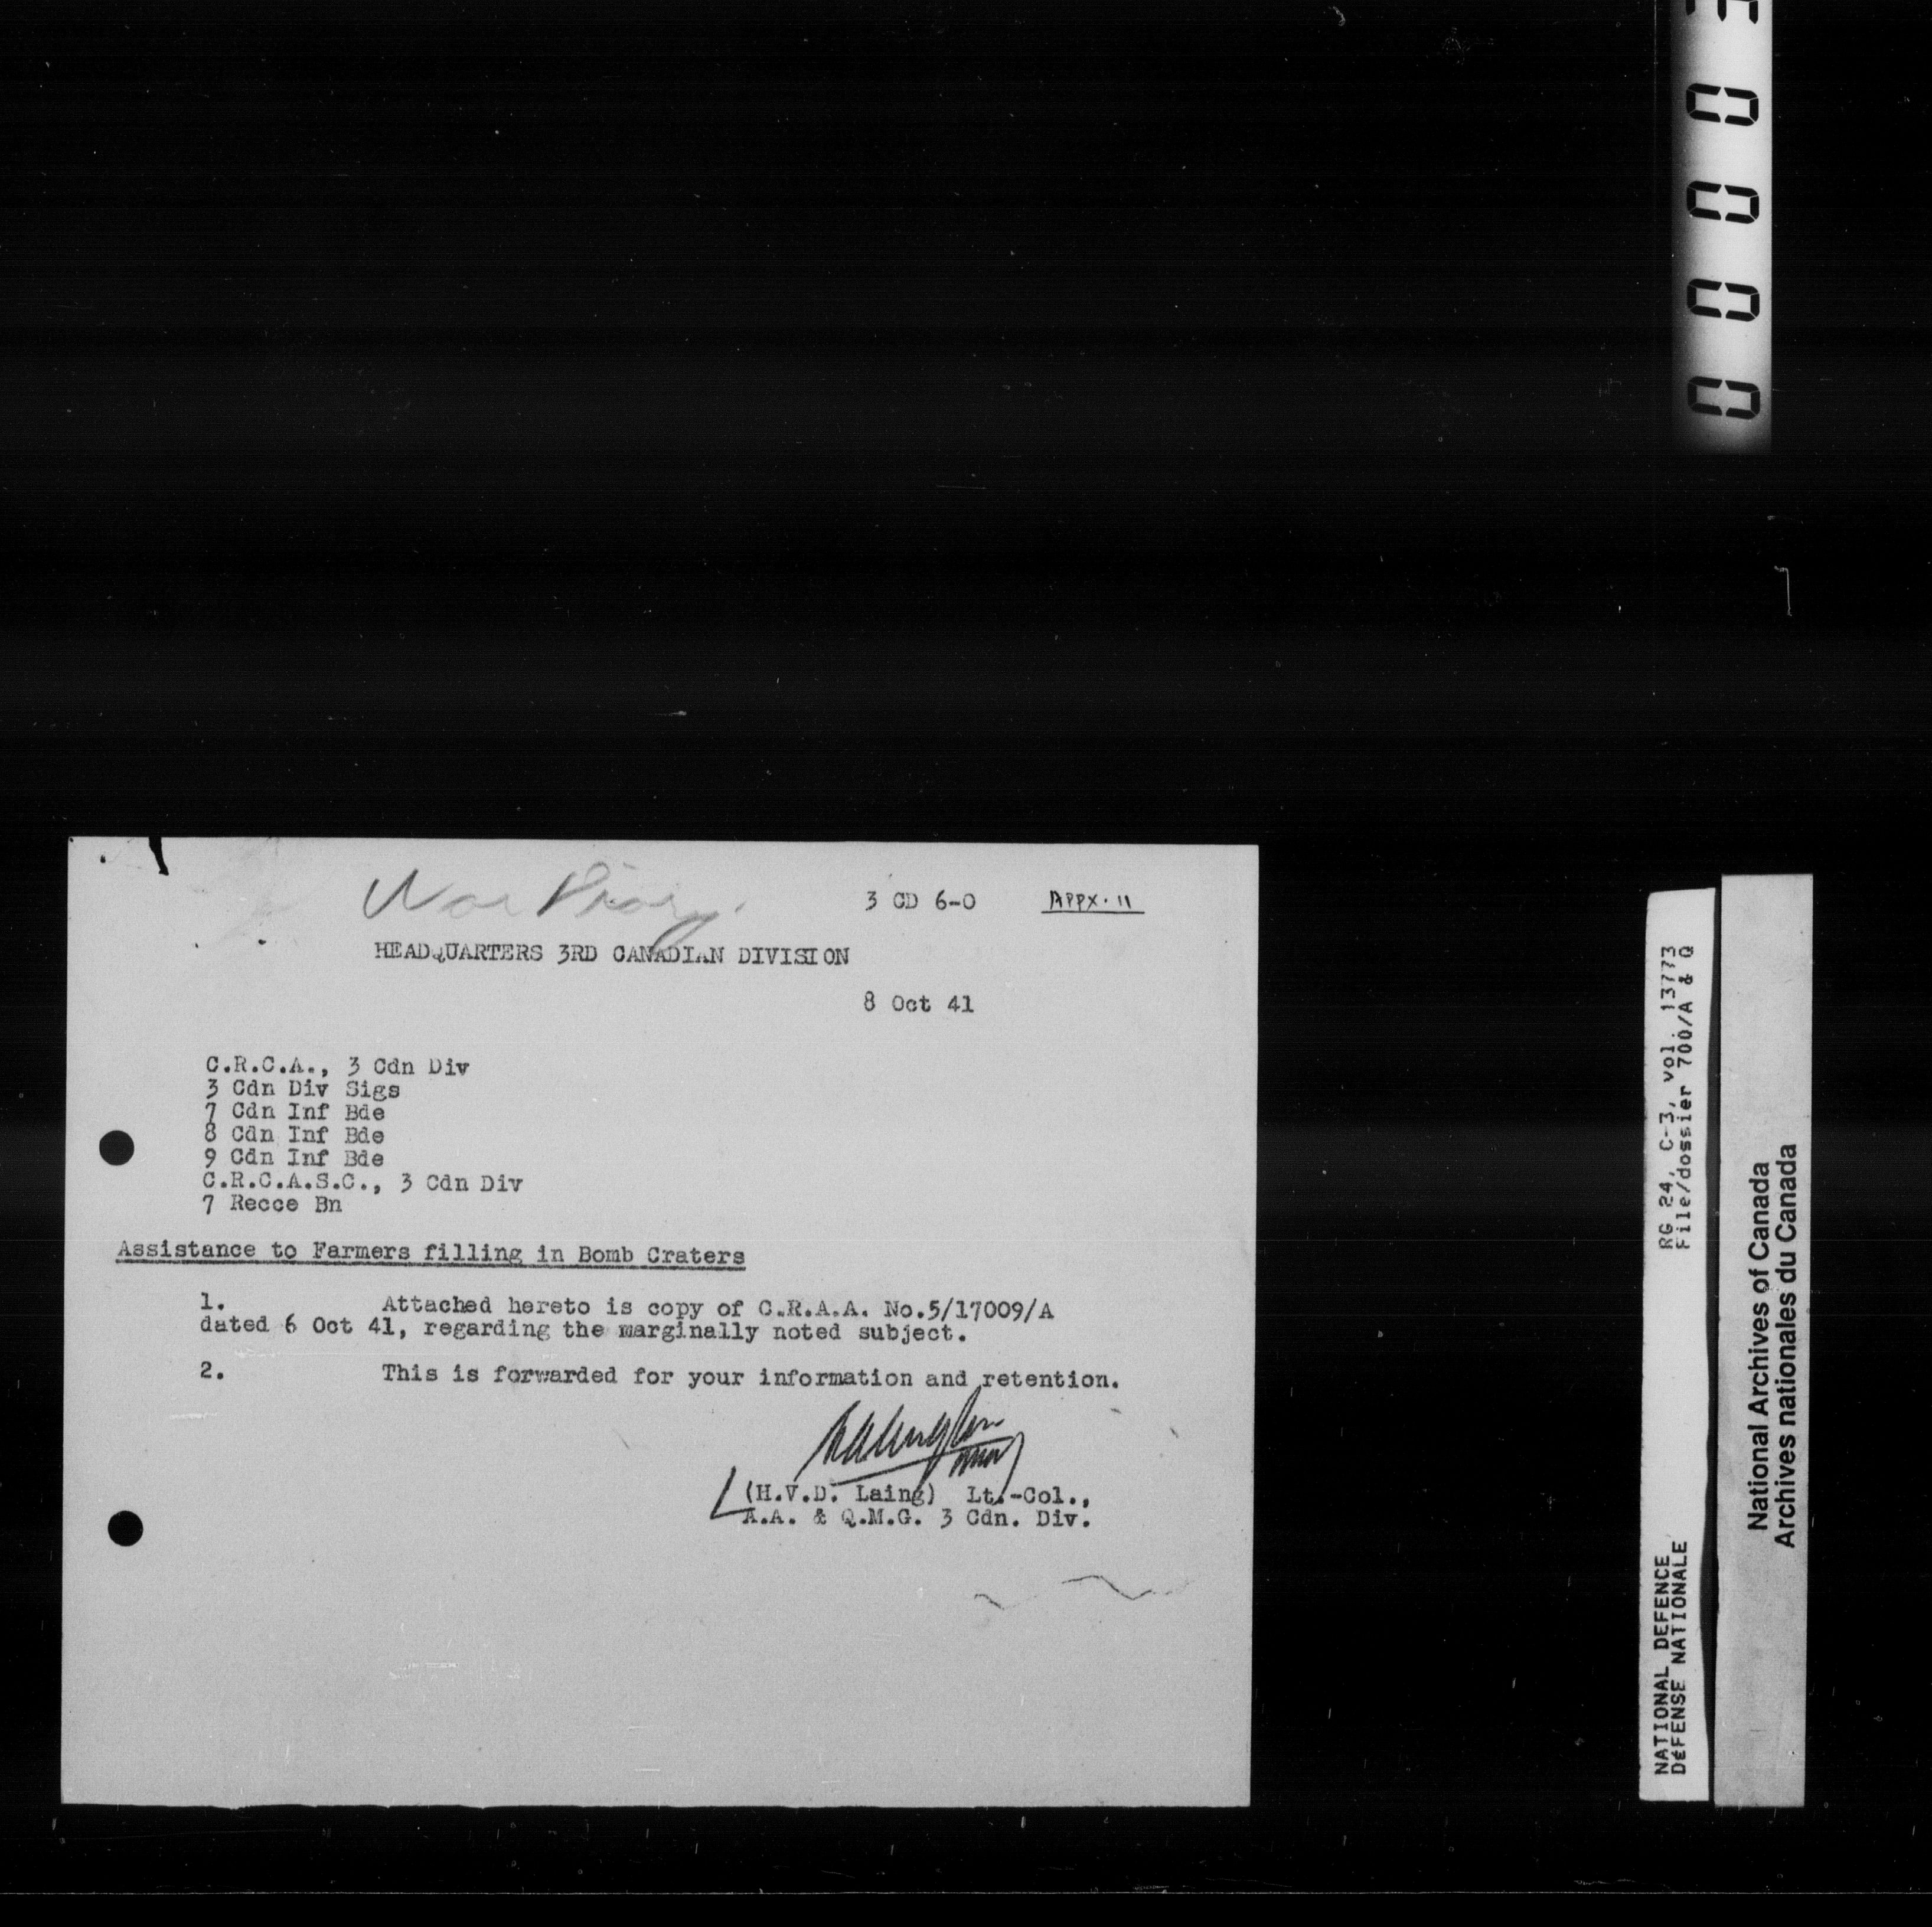 War Diary.
3 CD 6-0 APPX. 11
HEADQUARTERS 3RD CANADIAN DIVISION
8 Oct 41
C.R.C.A., 3 Cdn Div
3 Cdn Div Sigs
7 Cdn Inf Bde
8 Cdn Inf Bde
9 Cdn Inf Bde
C.R.C.A.S.C., 3 Cdn Div
7 Recce Bn
Assistance to Farmers filling in Bomb Craters
1. Attached hereto is copy of C.R.A.A. No.5/17009/A
dated 6 Oct 41, regarding the marginally noted subject.
2. This is forwarded for your information and retention.
(H.V.D. Laing) Lt.-Col.,
A.A. & Q.M.G. 3 Cdn. Div.
0 0 0 0
NATIONAL DEFENCE RG 24, C-3, vol. 13773
DéFENSE NATIONALE File/dossier 700/A & Q
National Archives of Canada
Archives nationales du Canada